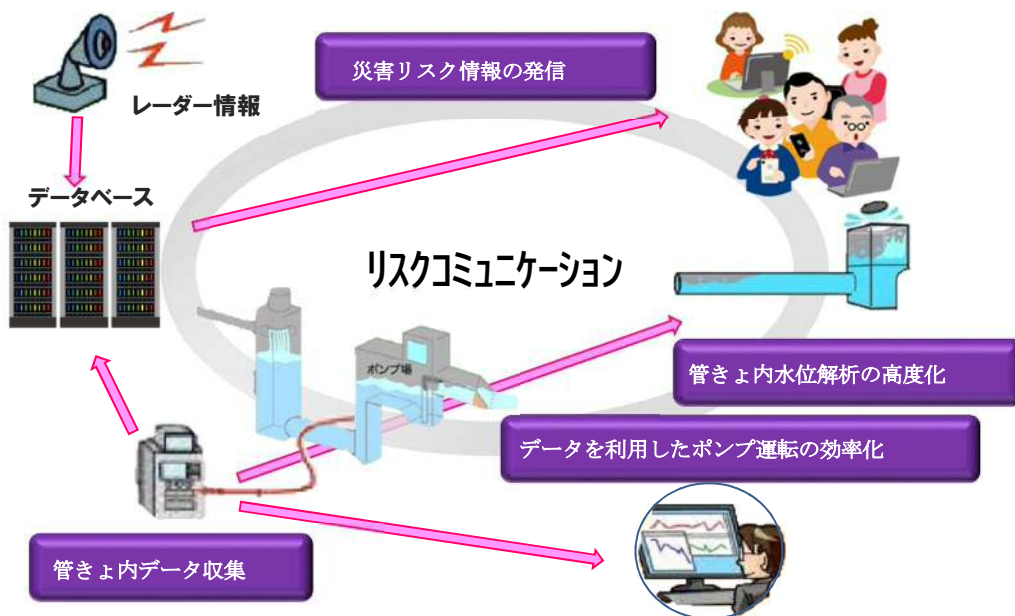 災害リスク情報の発信
レーダー情報
データベース
リスクコミュニケーション
ポンプ場
管きょ内水位解析の高度化
データを利用したポンプ運転の効率化
管きょ内データ収集